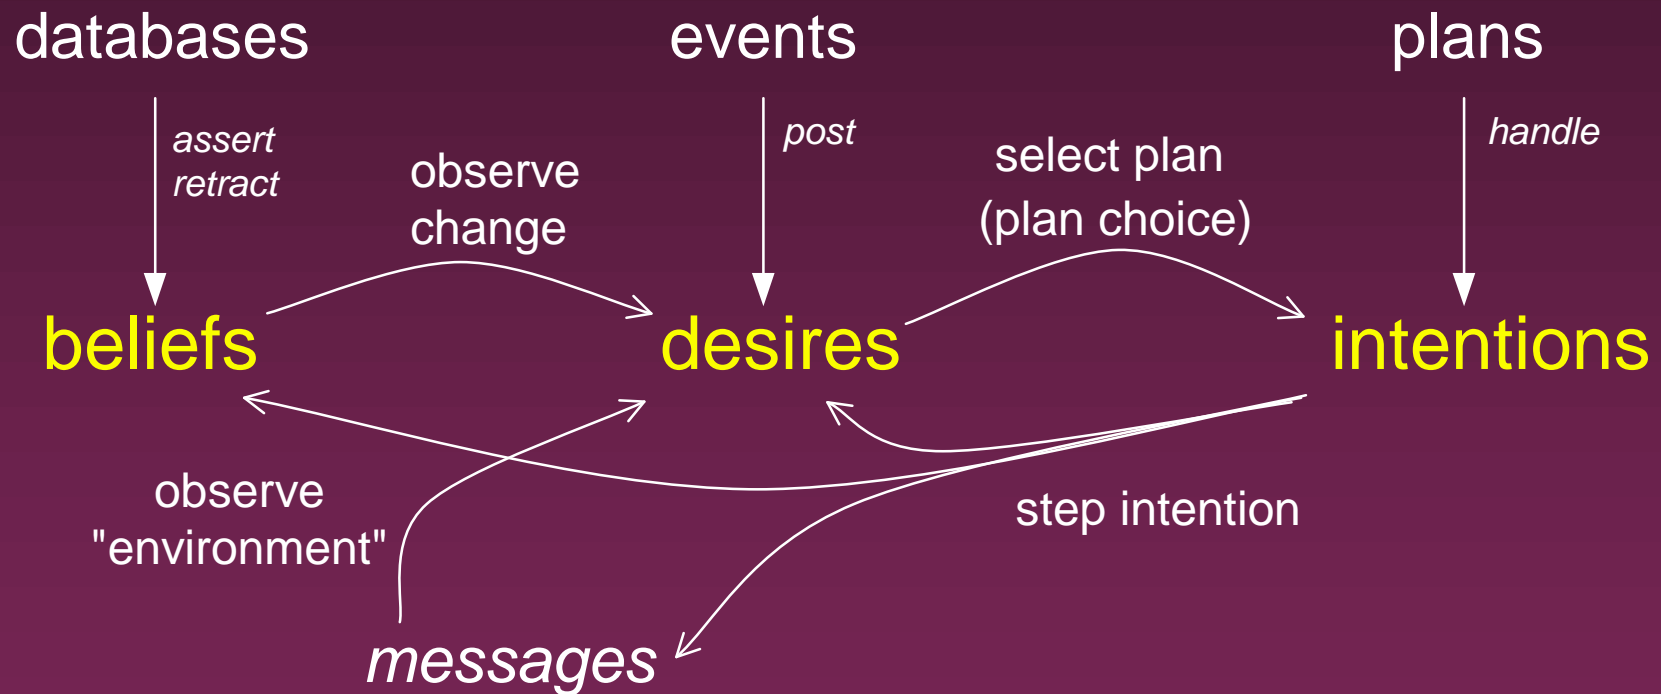 databases
events
plans
assert
retract
post
handle
observe
change
select plan
(plan choice)
beliefs
desires
intentions
observe
"environment"
step intention
messages